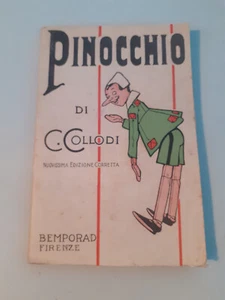 PINOCCHIO
DI
C. COLLODI
NUOVISSIMA EDIZIONE CORRETTA
BEMPORAD
FIRENZE